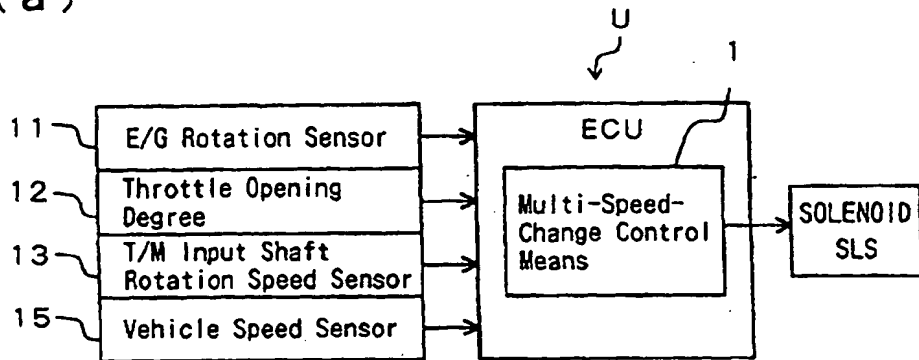 (a)
U
1
11
E/G Rotation Sensor
ECU
12
Throttle Opening
Degree
Multi-Speed-
Change Control
Means
SOLENOID
SLS
13
T/M Input Shaft
Rotation Speed Sensor
15
Vehicle Speed Sensor